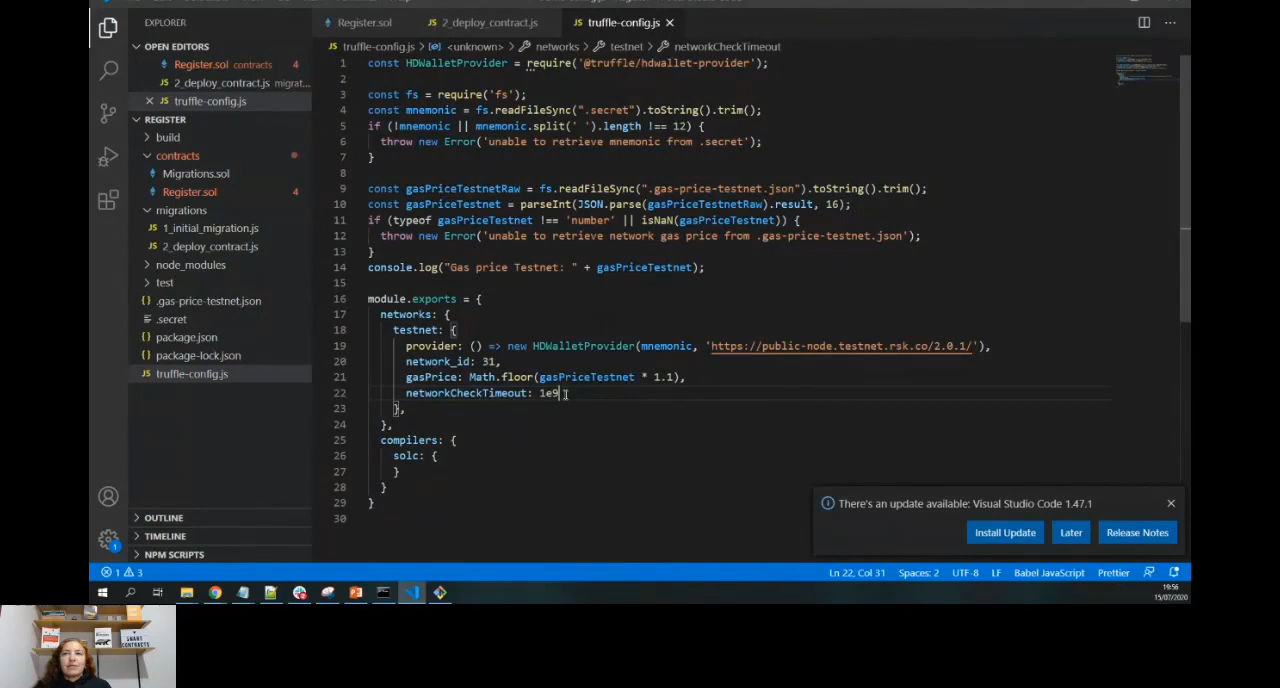 EXPLORER
Register.sol
2_deploy_contract.js
truffle-config.js
OPEN EDITORS
Register.sol contracts 4
2_deploy_contract.js migrat...
truffle-config.js
REGISTER
build
contracts
Migrations.sol
Register.sol 4
migrations
1_initial_migration.js
2_deploy_contract.js
node_modules
test
.gas-price-testnet.json
.secret
package.json
package-lock.json
truffle-config.js
OUTLINE
TIMELINE
NPM SCRIPTS
truffle-config.js > <unknown> > networks > testnet > networkCheckTimeout
1 const HDWalletProvider = require('@truffle/hdwallet-provider');
2
3 const fs = require('fs');
4 const mnemonic = fs.readFileSync(".secret").toString().trim();
5 if (!mnemonic || mnemonic.split(' ').length !== 12) {
6 throw new Error('unable to retrieve mnemonic from .secret');
7 }
8
9 const gasPriceTestnetRaw = fs.readFileSync(".gas-price-testnet.json").toString().trim();
10 const gasPriceTestnet = parseInt(JSON.parse(gasPriceTestnetRaw).result, 16);
11 if (typeof gasPriceTestnet !== 'number' || isNaN(gasPriceTestnet)) {
12 throw new Error('unable to retrieve network gas price from .gas-price-testnet.json');
13 }
14 console.log("Gas price Testnet: " + gasPriceTestnet);
15
16 module.exports = {
17 networks: {
18 testnet: {
19 provider: () => new HDWalletProvider(mnemonic, 'https://public-node.testnet.rsk.co/2.0.1/'),
20 network_id: 31,
21 gasPrice: Math.floor(gasPriceTestnet * 1.1),
22 networkCheckTimeout: 1e9
23 },
24 },
25 compilers: {
26 solc: {
27 }
28 }
29 }
30
There's an update available: Visual Studio Code 1.47.1
Install Update
Later
Release Notes
1
1 3
Ln 22, Col 31
Spaces: 2
UTF-8
LF
Babel JavaScript
Prettier
19:56
15/07/2020
SMART
CONTRACTS